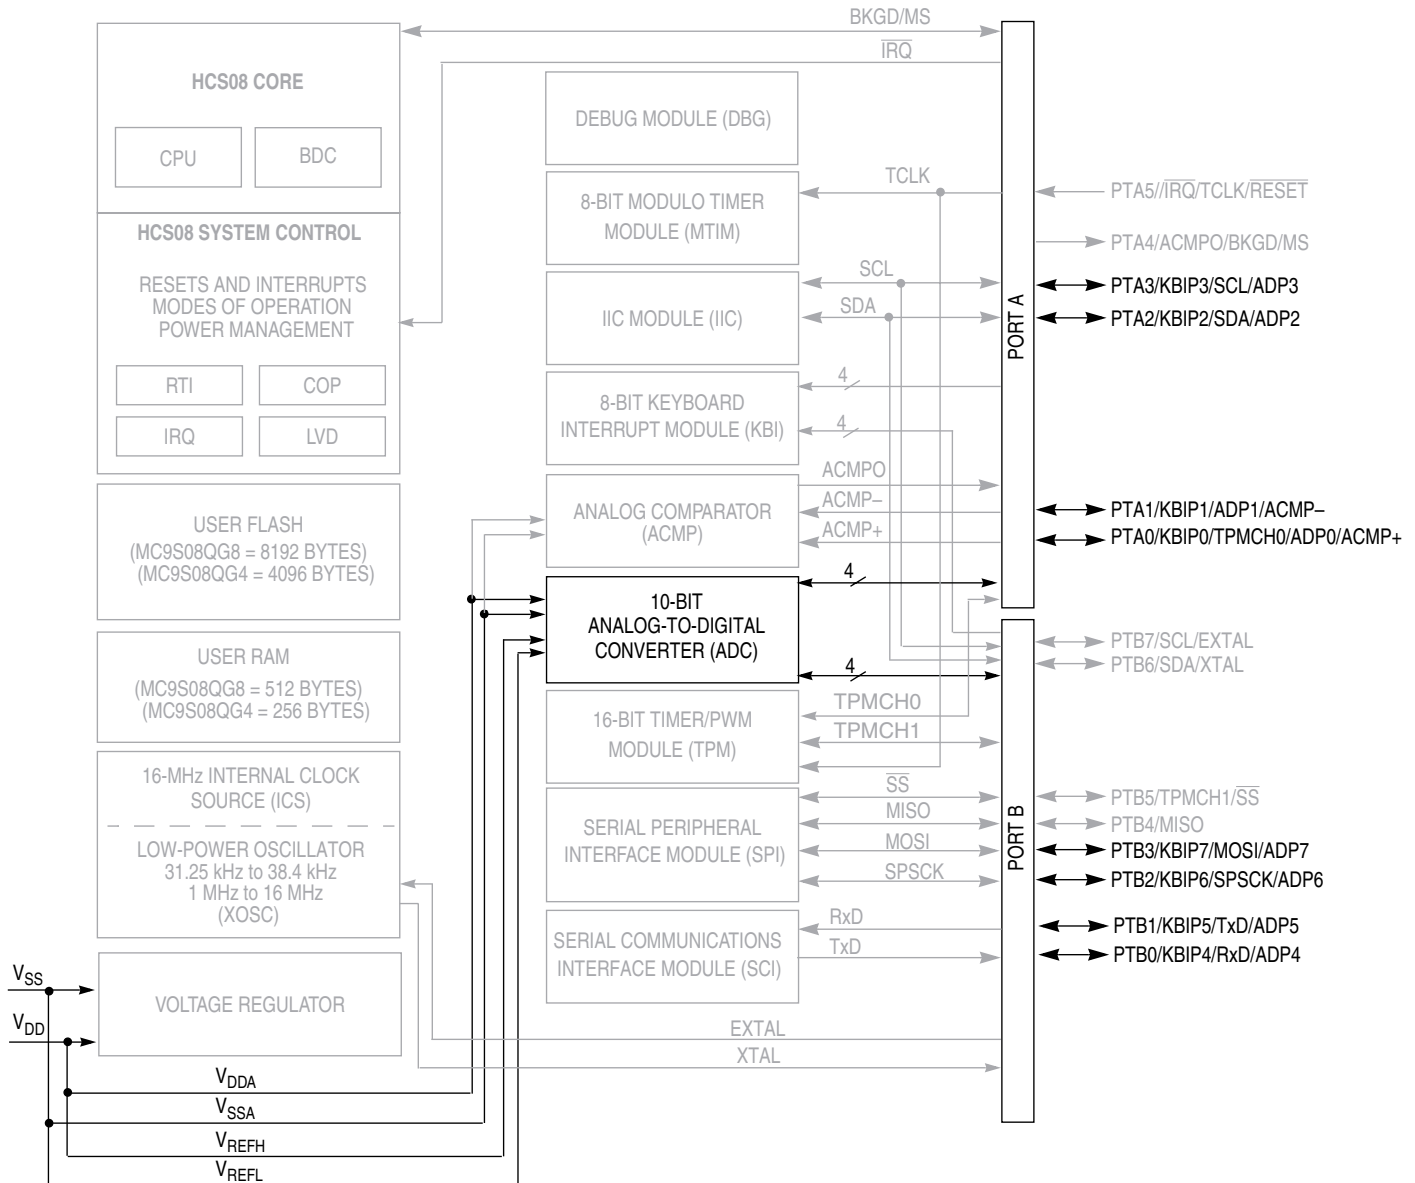 BKGD/MS
IRQ
HCS08 CORE
CPU
BDC
HCS08 SYSTEM CONTROL
RESETS AND INTERRUPTS
MODES OF OPERATION
POWER MANAGEMENT
RTI
COP
IRQ
LVD
USER FLASH
(MC9S08QG8 = 8192 BYTES)
(MC9S08QG4 = 4096 BYTES)
USER RAM
(MC9S08QG8 = 512 BYTES)
(MC9S08QG4 = 256 BYTES)
16-MHz INTERNAL CLOCK
SOURCE (ICS)
LOW-POWER OSCILLATOR
31.25 kHz to 38.4 kHz
1 MHz to 16 MHz
(XOSC)
VOLTAGE REGULATOR
VSS
VDD
VDDA
VSSA
VREFH
VREFL
DEBUG MODULE (DBG)
8-BIT MODULO TIMER
MODULE (MTIM)
TCLK
IIC MODULE (IIC)
SCL
SDA
8-BIT KEYBOARD
INTERRUPT MODULE (KBI)
4
4
ANALOG COMPARATOR
(ACMP)
ACMPO
ACMP–
ACMP+
10-BIT
ANALOG-TO-DIGITAL
CONVERTER (ADC)
4
4
16-BIT TIMER/PWM
MODULE (TPM)
TPMCH0
TPMCH1
SERIAL PERIPHERAL
INTERFACE MODULE (SPI)
SS
MISO
MOSI
SPSCK
SERIAL COMMUNICATIONS
INTERFACE MODULE (SCI)
RxD
TxD
EXTAL
XTAL
PORT A
PORT B
PTA5//IRQ/TCLK/RESET
PTA4/ACMPO/BKGD/MS
PTA3/KBIP3/SCL/ADP3
PTA2/KBIP2/SDA/ADP2
PTA1/KBIP1/ADP1/ACMP–
PTA0/KBIP0/TPMCH0/ADP0/ACMP+
PTB7/SCL/EXTAL
PTB6/SDA/XTAL
PTB5/TPMCH1/SS
PTB4/MISO
PTB3/KBIP7/MOSI/ADP7
PTB2/KBIP6/SPSCK/ADP6
PTB1/KBIP5/TxD/ADP5
PTB0/KBIP4/RxD/ADP4